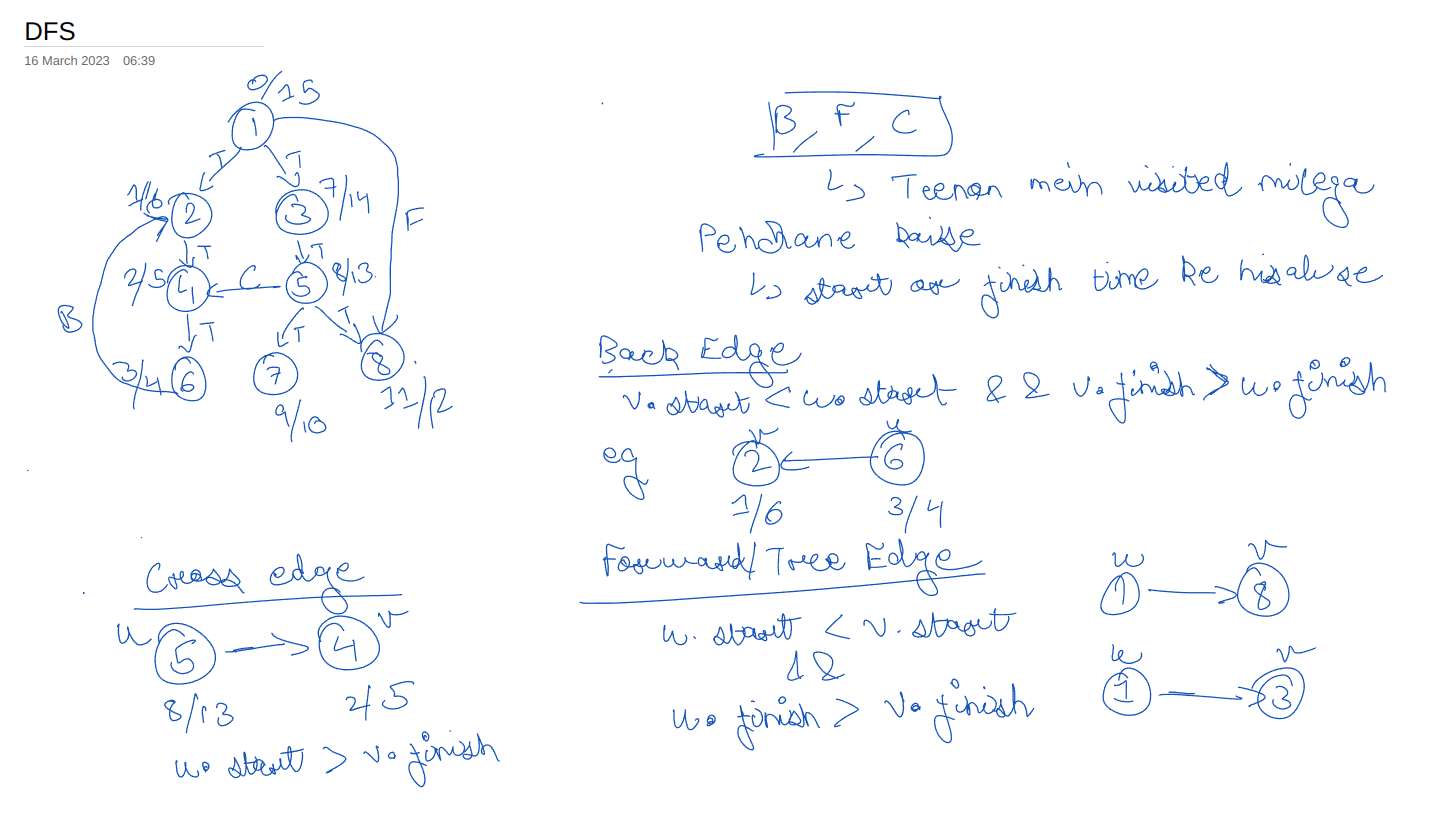 DFS
16 March 2023 06:39
0/15
1
T T
1/6 2 3 7/14
F
T T
2/5 4 C 5 8/13
B
T T T
3/4 6 7 8
9/10 11/12
B, F, C
↳ Teenon mein visited milega
Pehchane kaise
↳ start or finish time ke hisab se
Back Edge
v. start < u. start && v. finish > u. finish
v u
eg 2 6
1/6 3/4
Forward/Tree Edge
u. start < v. start
&&
u. finish > v. finish
u v
1 8
u v
1 3
Cross edge
u v
5 4
8/13 2/5
u. start > v. finish